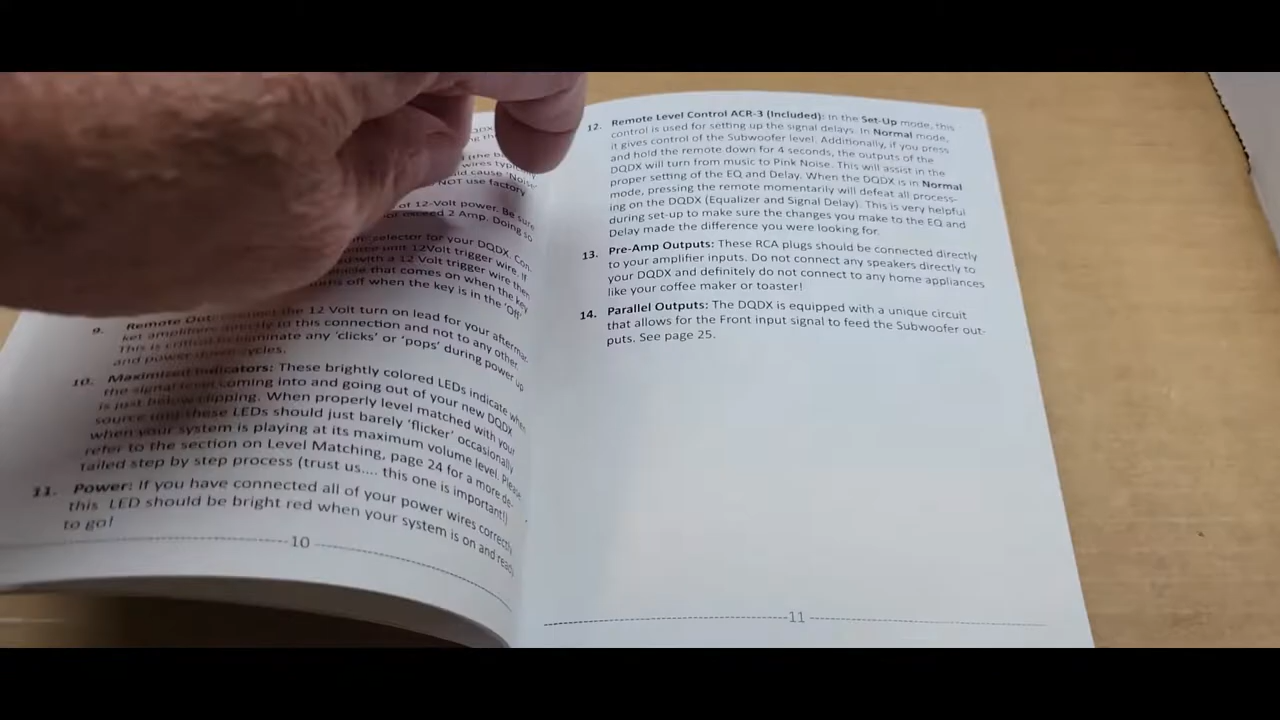 of 12-Volt power. Be sure
exceed 2 Amp. Doing so
selector for your DQDX. Con-
unit 12Volt trigger wire. If
with a 12 Volt trigger wire then
that comes on when the key
off when the key is in the 'Off'
9. Remote Out: the 12 Volt turn on lead for your aftermar-
ket amplifiers directly to this connection and not to any other.
This is critical to eliminate any 'clicks' or 'pops' during power up
and power down cycles.
10. Maximized Indicators: These brightly colored LEDs indicate when
the signal level coming into and going out of your new DQDX
is just below clipping. When properly level matched with your
source unit these LEDs should just barely 'flicker' occasionally
when your system is playing at its maximum volume level. Please
refer to the section on Level Matching, page 24 for a more de-
tailed step by step process (trust us.... this one is important!)
11. Power: If you have connected all of your power wires correctly
this LED should be bright red when your system is on and ready
to go!
10
12. Remote Level Control ACR-3 (Included): In the Set-Up mode, this
control is used for setting up the signal delays. In Normal mode,
it gives control of the Subwoofer level. Additionally, if you press
and hold the remote down for 4 seconds, the outputs of the
DQDX will turn from music to Pink Noise. This will assist in the
proper setting of the EQ and Delay. When the DQDX is in Normal
mode, pressing the remote momentarily will defeat all process-
ing on the DQDX (Equalizer and Signal Delay). This is very helpful
during set-up to make sure the changes you make to the EQ and
Delay made the difference you were looking for.
13. Pre-Amp Outputs: These RCA plugs should be connected directly
to your amplifier inputs. Do not connect any speakers directly to
your DQDX and definitely do not connect to any home appliances
like your coffee maker or toaster!
14. Parallel Outputs: The DQDX is equipped with a unique circuit
that allows for the Front input signal to feed the Subwoofer out-
puts. See page 25.
11